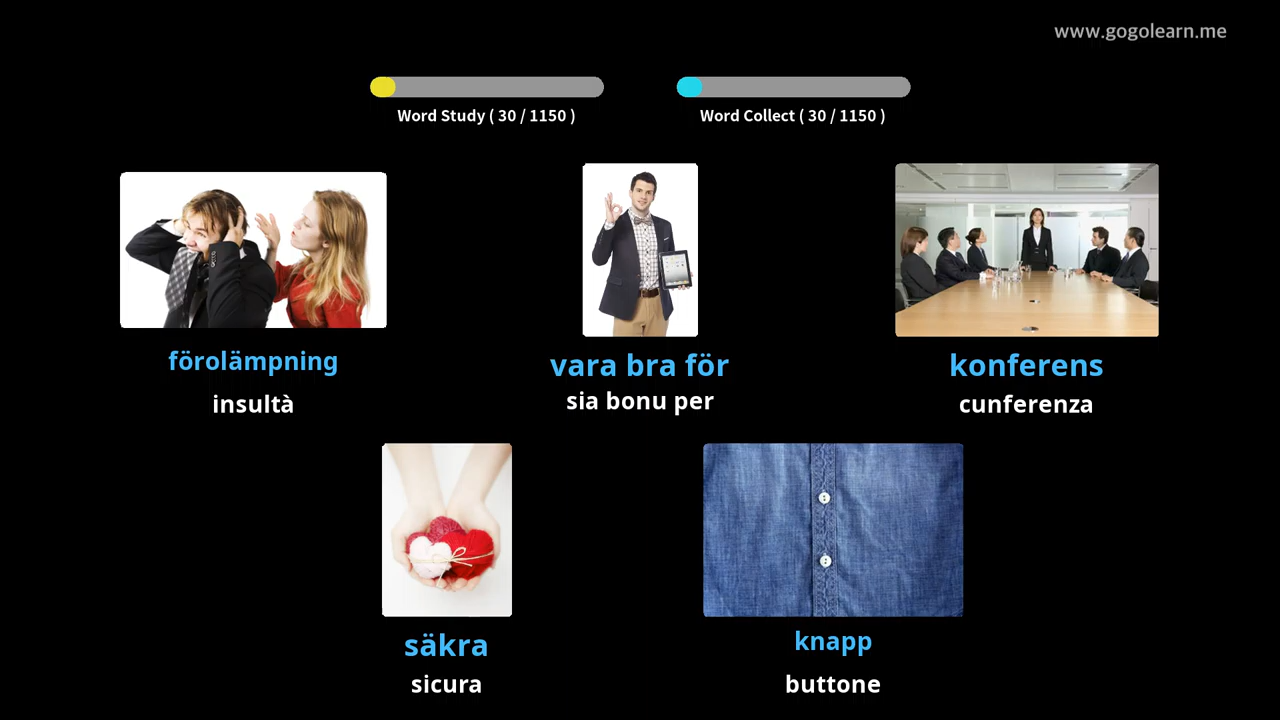 www.gogolearn.me
Word Study ( 30 / 1150 )
Word Collect ( 30 / 1150 )
förolämpning
insultà
vara bra för
sia bonu per
konferens
cunferenza
säkra
sicura
knapp
buttone